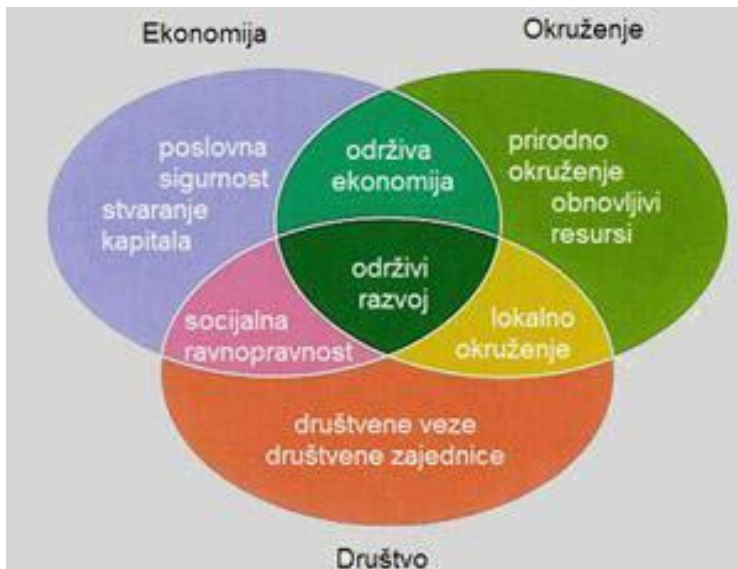 Ekonomija
Okruženje
poslovna
sigurnost
stvaranje
kapitala
održiva
ekonomija
prirodno
okruženje
obnovljivi
resursi
održivi
razvoj
socijalna
ravnopravnost
lokalno
okruženje
društvene veze
društvene zajednice
Društvo